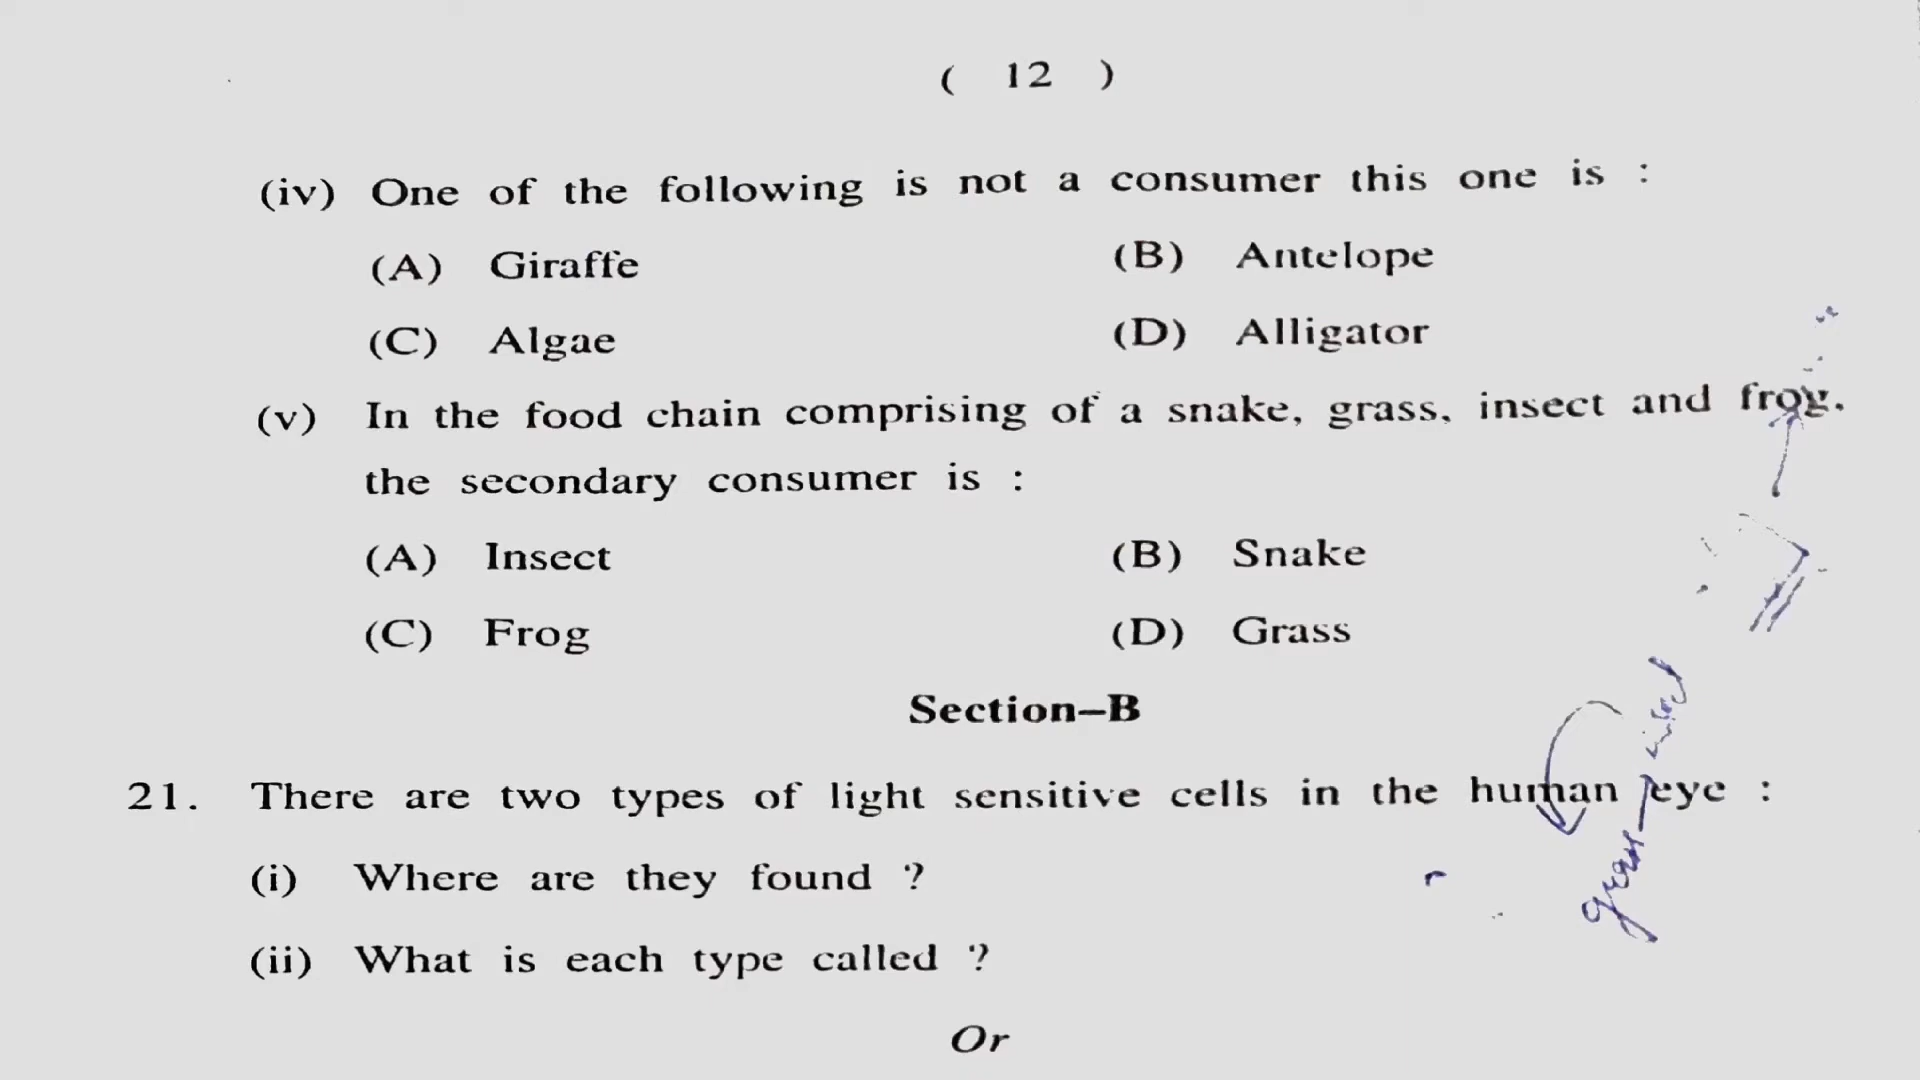 ( 12 )
(iv) One of the following is not a consumer this one is :
(A) Giraffe (B) Antelope
(C) Algae (D) Alligator
(v) In the food chain comprising of a snake, grass, insect and frog,
the secondary consumer is :
(A) Insect (B) Snake
(C) Frog (D) Grass
Section–B
21. There are two types of light sensitive cells in the human eye :
(i) Where are they found ?
(ii) What is each type called ?
Or